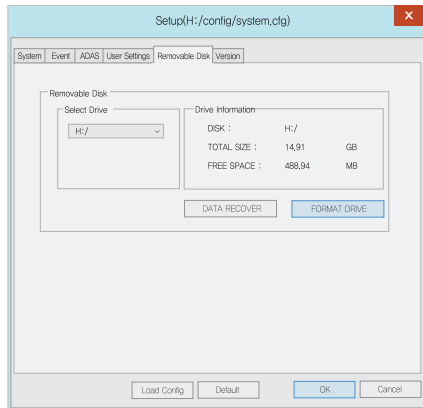 Setup(H:/config/system,cfg)
X
System Event ADAS User Settings Removable Disk Version
Removable Disk
Select Drive
H:/
Drive Information
DISK : H:/
TOTAL SIZE : 14,91 GB
FREE SPACE : 488,94 MB
DATA RECOVER FORMAT DRIVE
Load Config Default OK Cancel